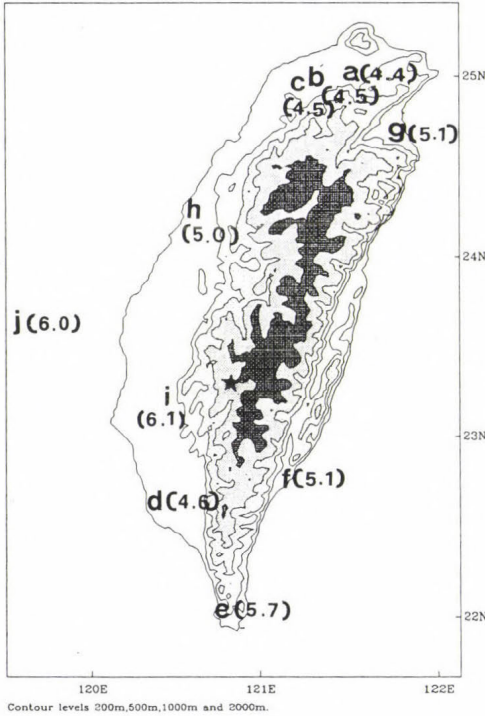 25N
a(4.4)
c b
(4.5)
(4.5)
g(5.1)
h
(5.0)
24N
j(6.0)
i
(6.1)
23N
f(5.1)
d(4.6)
e(5.7)
22N
120E 121E 122E
Contour levels 200m,500m,1000m and 2000m.